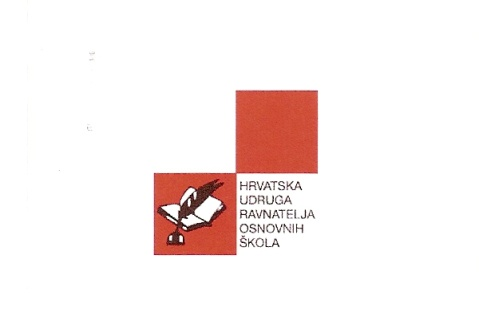 HRVATSKA
UDRUGA
RAVNATELJA
OSNOVNIH
ŠKOLA